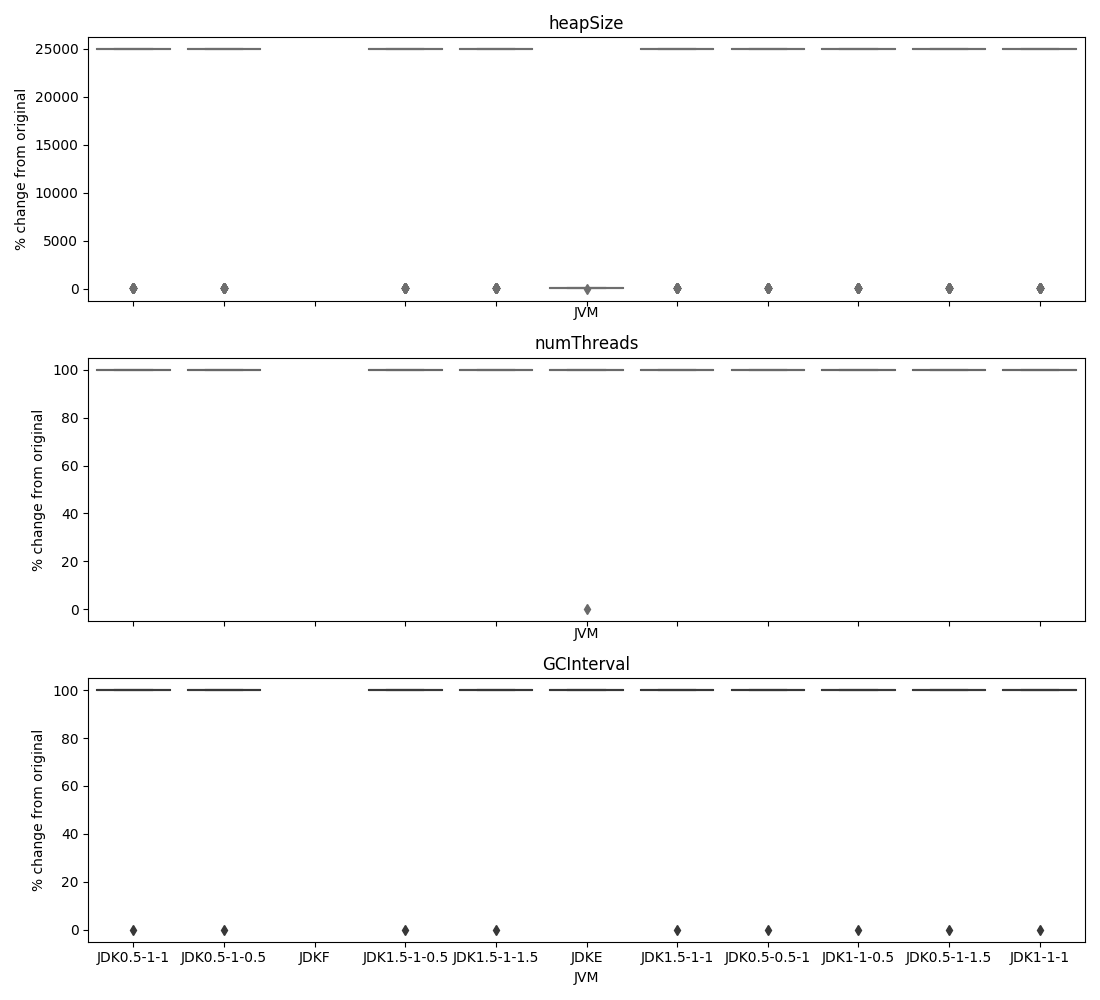 heapSize
% change from original
25000
20000
15000
10000
5000
0
JVM
numThreads
% change from original
100
80
60
40
20
0
JVM
GCInterval
% change from original
100
80
60
40
20
0
JDK0.5-1-1 JDK0.5-1-0.5 JDKF JDK1.5-1-0.5 JDK1.5-1-1.5 JDKE JDK1.5-1-1 JDK0.5-0.5-1 JDK1-1-0.5 JDK0.5-1-1.5 JDK1-1-1
JVM